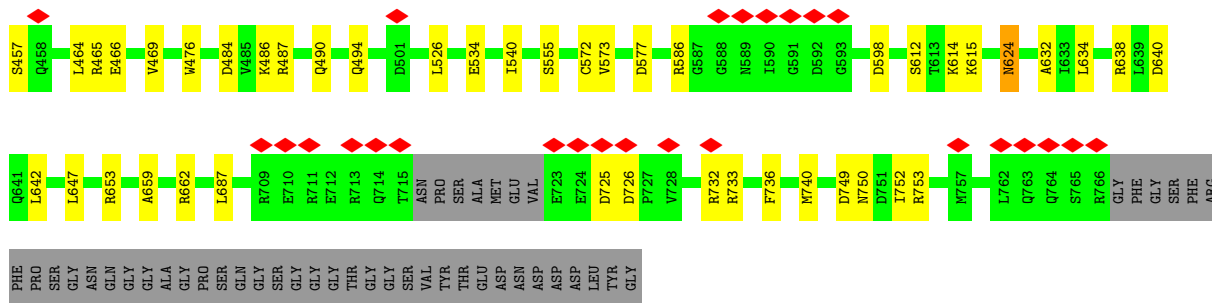 S457 Q458 L464 R465 E466 V469 W476 D484 V485 K486 R487 Q490 Q494 D501 L526 E534 I540 S555 C572 V573 D577 R586 G587 G588 N589 I590 G591 D592 G593 D598 S612 T613 K614 K615 N624 A632 I633 L634 R638 L639 D640
Q641 L642 L647 R653 A659 R662 L687 R709 E710 R711 E712 R713 Q714 T715 ASN PRO SER ALA MET GLU VAL E723 E724 D725 D726 P727 V728 R732 R733 F736 M740 D749 N750 D751 I752 R753 M757 L762 Q763 Q764 S765 R766 GLY PHE GLY SER PHE ARG
PHE PRO SER GLY ASN GLN GLY GLY ALA GLY PRO SER GLN GLY SER GLY GLY GLY THR GLY GLY SER VAL TYR THR GLU ASP ASN ASP ASP LEU TYR GLY